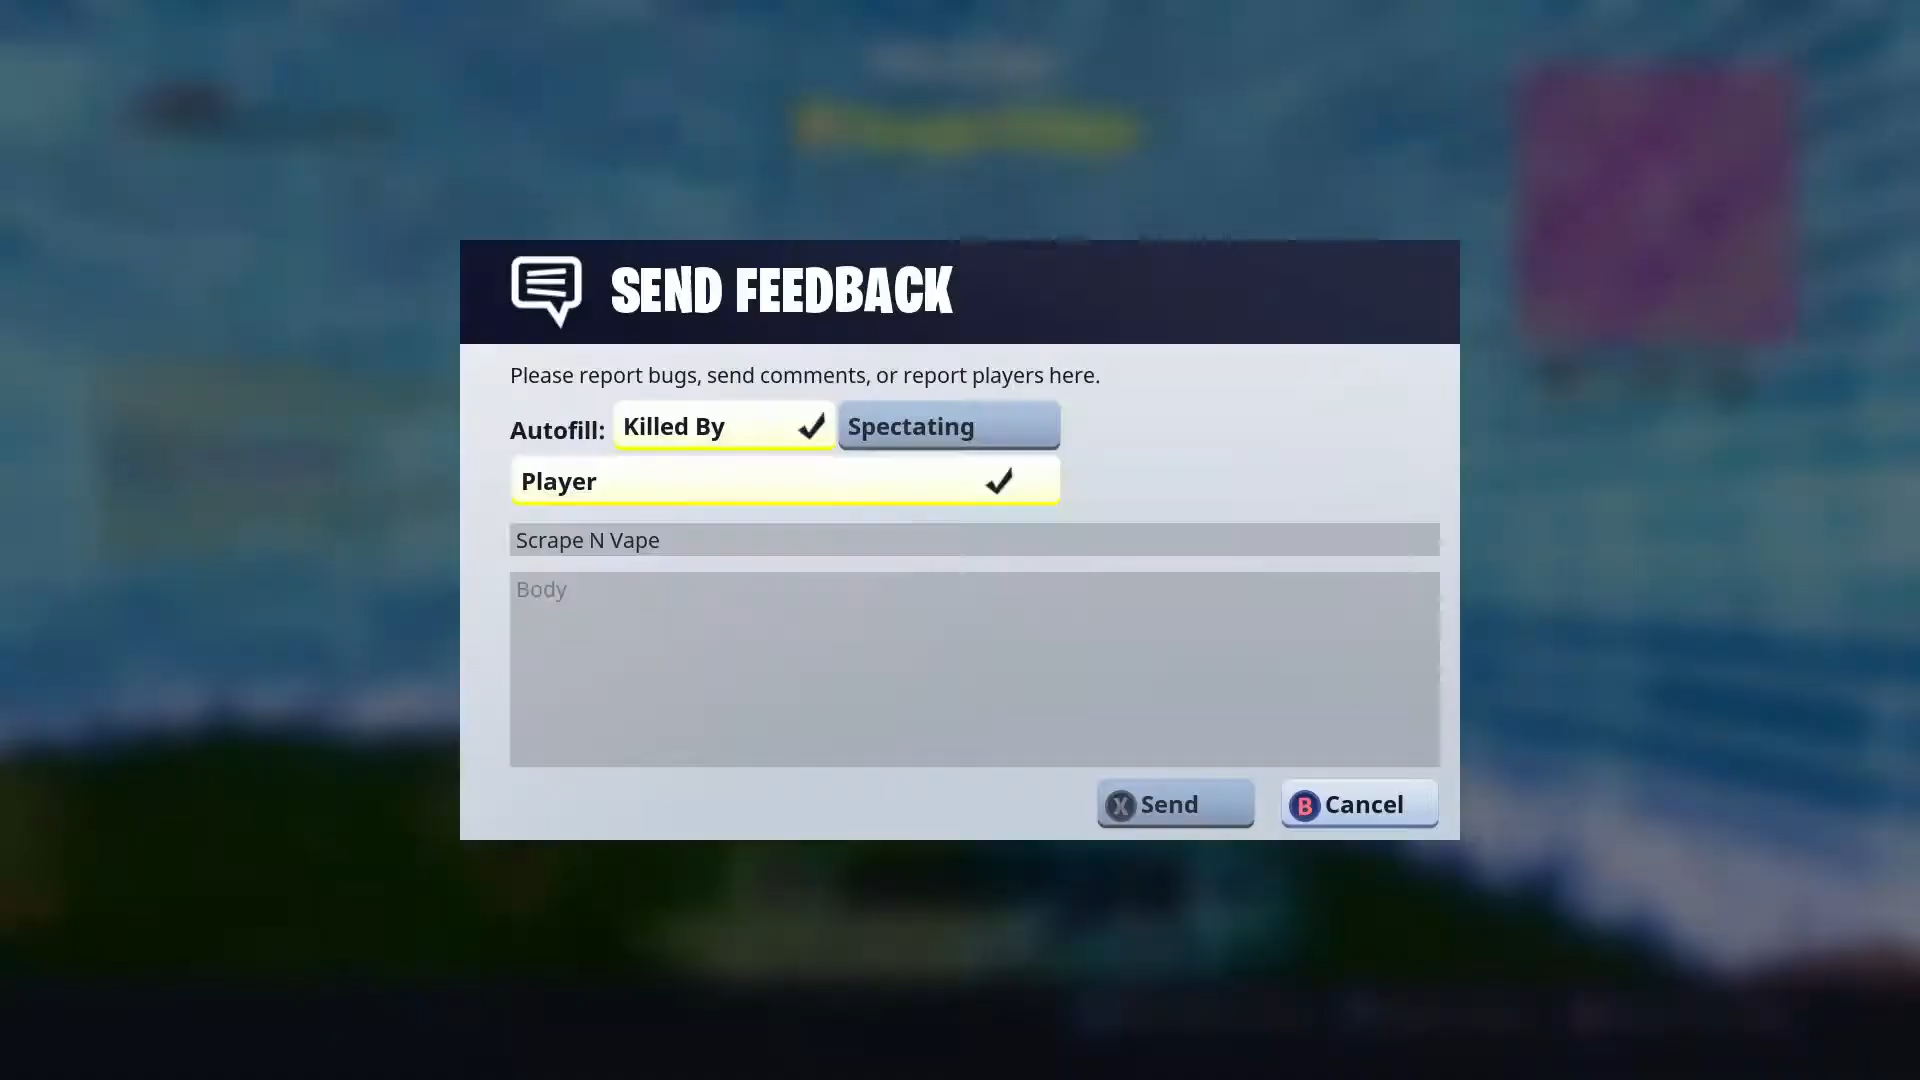 SEND FEEDBACK
Please report bugs, send comments, or report players here.
Autofill: Killed By Spectating
Player
Scrape N Vape
Body
X Send B Cancel